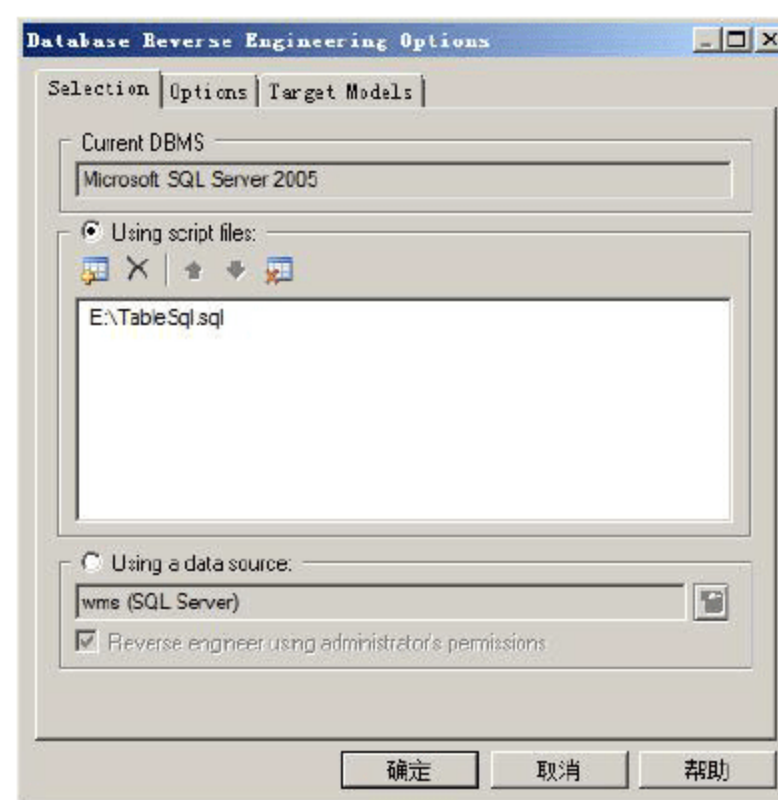 Database Reverse Engineering Options
Selection Options Target Models
Current DBMS
Microsoft SQL Server 2005
Using script files:
E:\TableSql.sql
Using a data source:
wms (SQL Server)
Reverse engineer using administrator's permissions
确定 取消 帮助